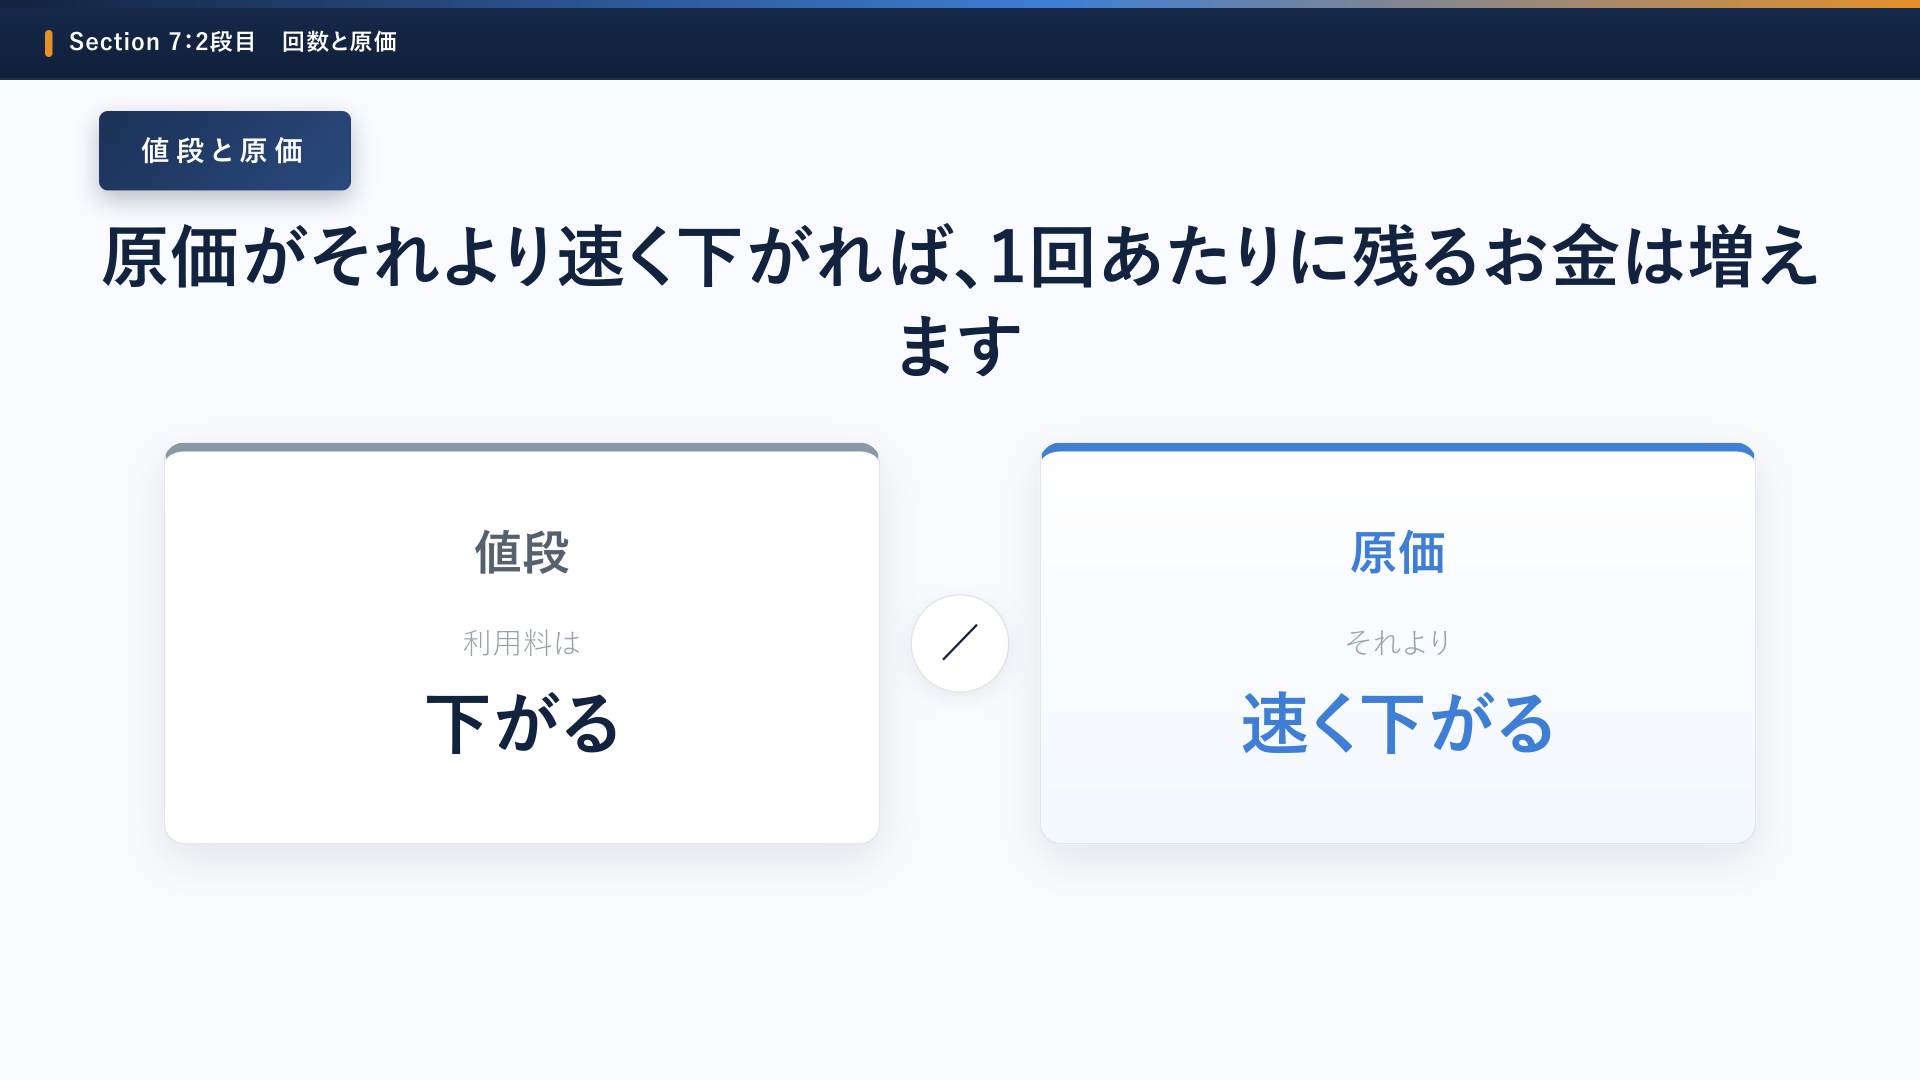 Section 7：2段目　回数と原価
値段と原価
原価がそれより速く下がれば、1回あたりに残るお金は増え
ます
値段
利用料は
下がる
／
原価
それより
速く下がる